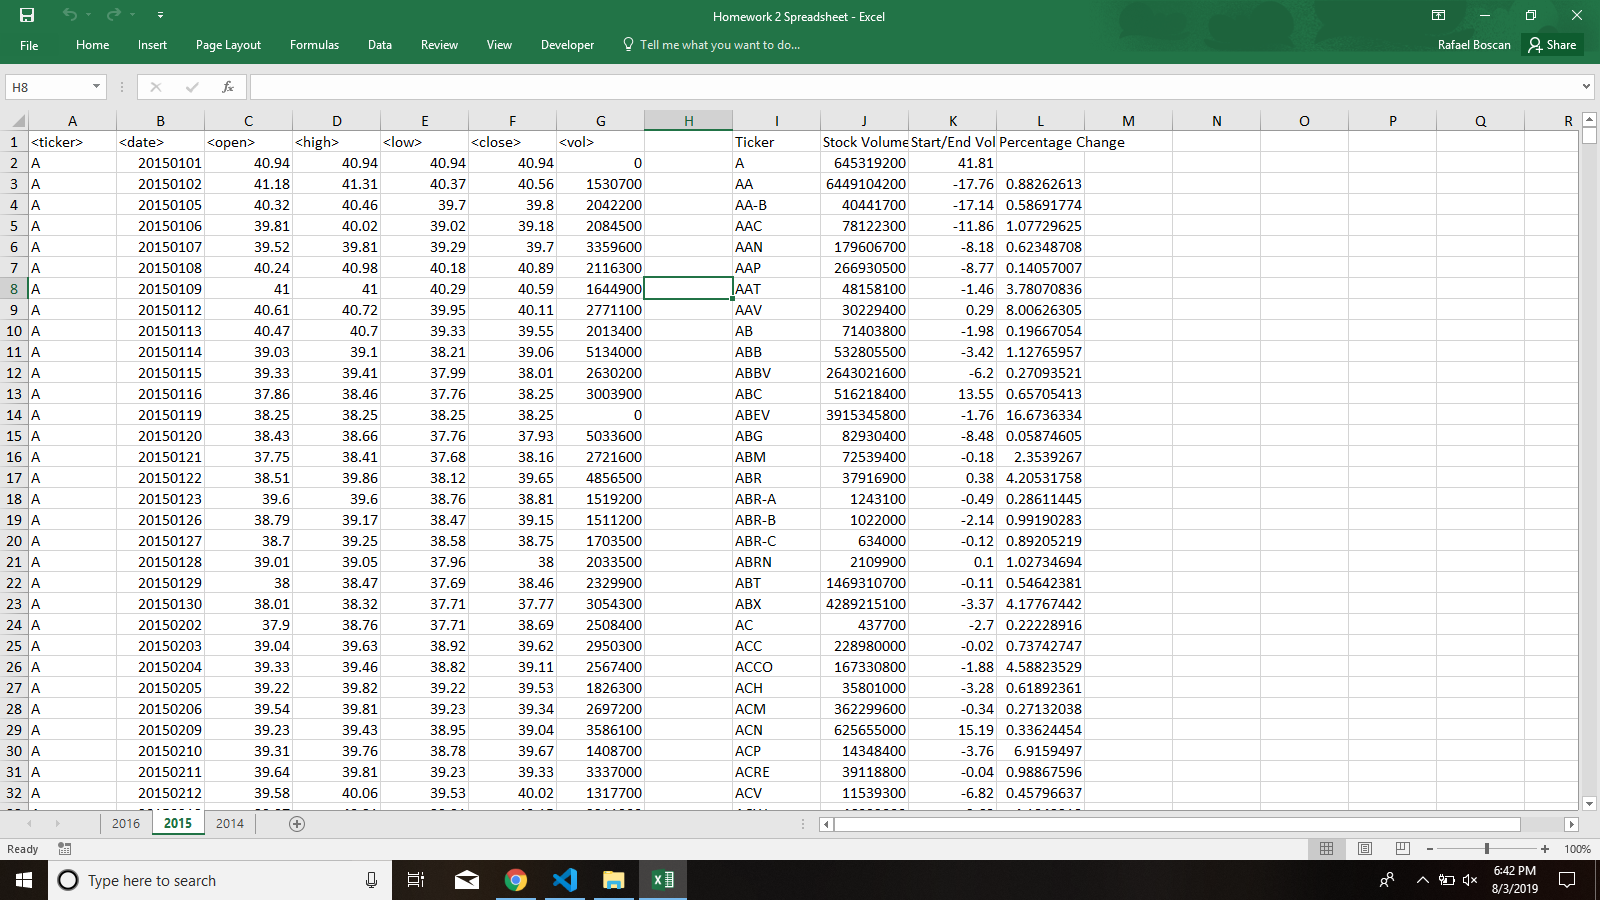 Homework 2 Spreadsheet - Excel
File Home Insert Page Layout Formulas Data Review View Developer Tell me what you want to do... Rafael Boscan Share
H8 fx
A B C D E F G H I J K L M N O P Q R
1 <ticker> <date> <open> <high> <low> <close> <vol> Ticker Stock Volume Start/End Vol Percentage Change
2 A 20150101 40.94 40.94 40.94 40.94 0 A 645319200 41.81
3 A 20150102 41.18 41.31 40.37 40.56 1530700 AA 6449104200 -17.76 0.88262613
4 A 20150105 40.32 40.46 39.7 39.8 2042200 AA-B 40441700 -17.14 0.58691774
5 A 20150106 39.81 40.02 39.02 39.18 2084500 AAC 78122300 -11.86 1.07729625
6 A 20150107 39.52 39.81 39.29 39.7 3359600 AAN 179606700 -8.18 0.62348708
7 A 20150108 40.24 40.98 40.18 40.89 2116300 AAP 266930500 -8.77 0.14057007
8 A 20150109 41 41 40.29 40.59 1644900 AAT 48158100 -1.46 3.78070836
9 A 20150112 40.61 40.72 39.95 40.11 2771100 AAV 30229400 0.29 8.00626305
10 A 20150113 40.47 40.7 39.33 39.55 2013400 AB 71403800 -1.98 0.19667054
11 A 20150114 39.03 39.1 38.21 39.06 5134000 ABB 532805500 -3.42 1.12765957
12 A 20150115 39.33 39.41 37.99 38.01 2630200 ABBV 2643021600 -6.2 0.27093521
13 A 20150116 37.86 38.46 37.76 38.25 3003900 ABC 516218400 13.55 0.65705413
14 A 20150119 38.25 38.25 38.25 38.25 0 ABEV 3915345800 -1.76 16.6736334
15 A 20150120 38.43 38.66 37.76 37.93 5033600 ABG 82930400 -8.48 0.05874605
16 A 20150121 37.75 38.41 37.68 38.16 2721600 ABM 72539400 -0.18 2.3539267
17 A 20150122 38.51 39.86 38.12 39.65 4856500 ABR 37916900 0.38 4.20531758
18 A 20150123 39.6 39.6 38.76 38.81 1519200 ABR-A 1243100 -0.49 0.28611445
19 A 20150126 38.79 39.17 38.47 39.15 1511200 ABR-B 1022000 -2.14 0.99190283
20 A 20150127 38.7 39.25 38.58 38.75 1703500 ABR-C 634000 -0.12 0.89205219
21 A 20150128 39.01 39.05 37.96 38 2033500 ABRN 2109900 0.1 1.02734694
22 A 20150129 38 38.47 37.69 38.46 2329900 ABT 1469310700 -0.11 0.54642381
23 A 20150130 38.01 38.32 37.71 37.77 3054300 ABX 4289215100 -3.37 4.17767442
24 A 20150202 37.9 38.76 37.71 38.69 2508400 AC 437700 -2.7 0.22228916
25 A 20150203 39.04 39.63 38.92 39.62 2950300 ACC 228980000 -0.02 0.73742747
26 A 20150204 39.33 39.46 38.82 39.11 2567400 ACCO 167330800 -1.88 4.58823529
27 A 20150205 39.22 39.82 39.22 39.53 1826300 ACH 35801000 -3.28 0.61892361
28 A 20150206 39.54 39.81 39.23 39.34 2697200 ACM 362299600 -0.34 0.27132038
29 A 20150209 39.23 39.43 38.95 39.04 3586100 ACN 625655000 15.19 0.33624454
30 A 20150210 39.31 39.76 38.78 39.67 1408700 ACP 14348400 -3.76 6.9159497
31 A 20150211 39.64 39.81 39.23 39.33 3337000 ACRE 39118800 -0.04 0.98867596
32 A 20150212 39.58 40.06 39.53 40.02 1317700 ACV 11539300 -6.82 0.45796637
2016 2015 2014
Ready 100%
Type here to search
6:42 PM
8/3/2019